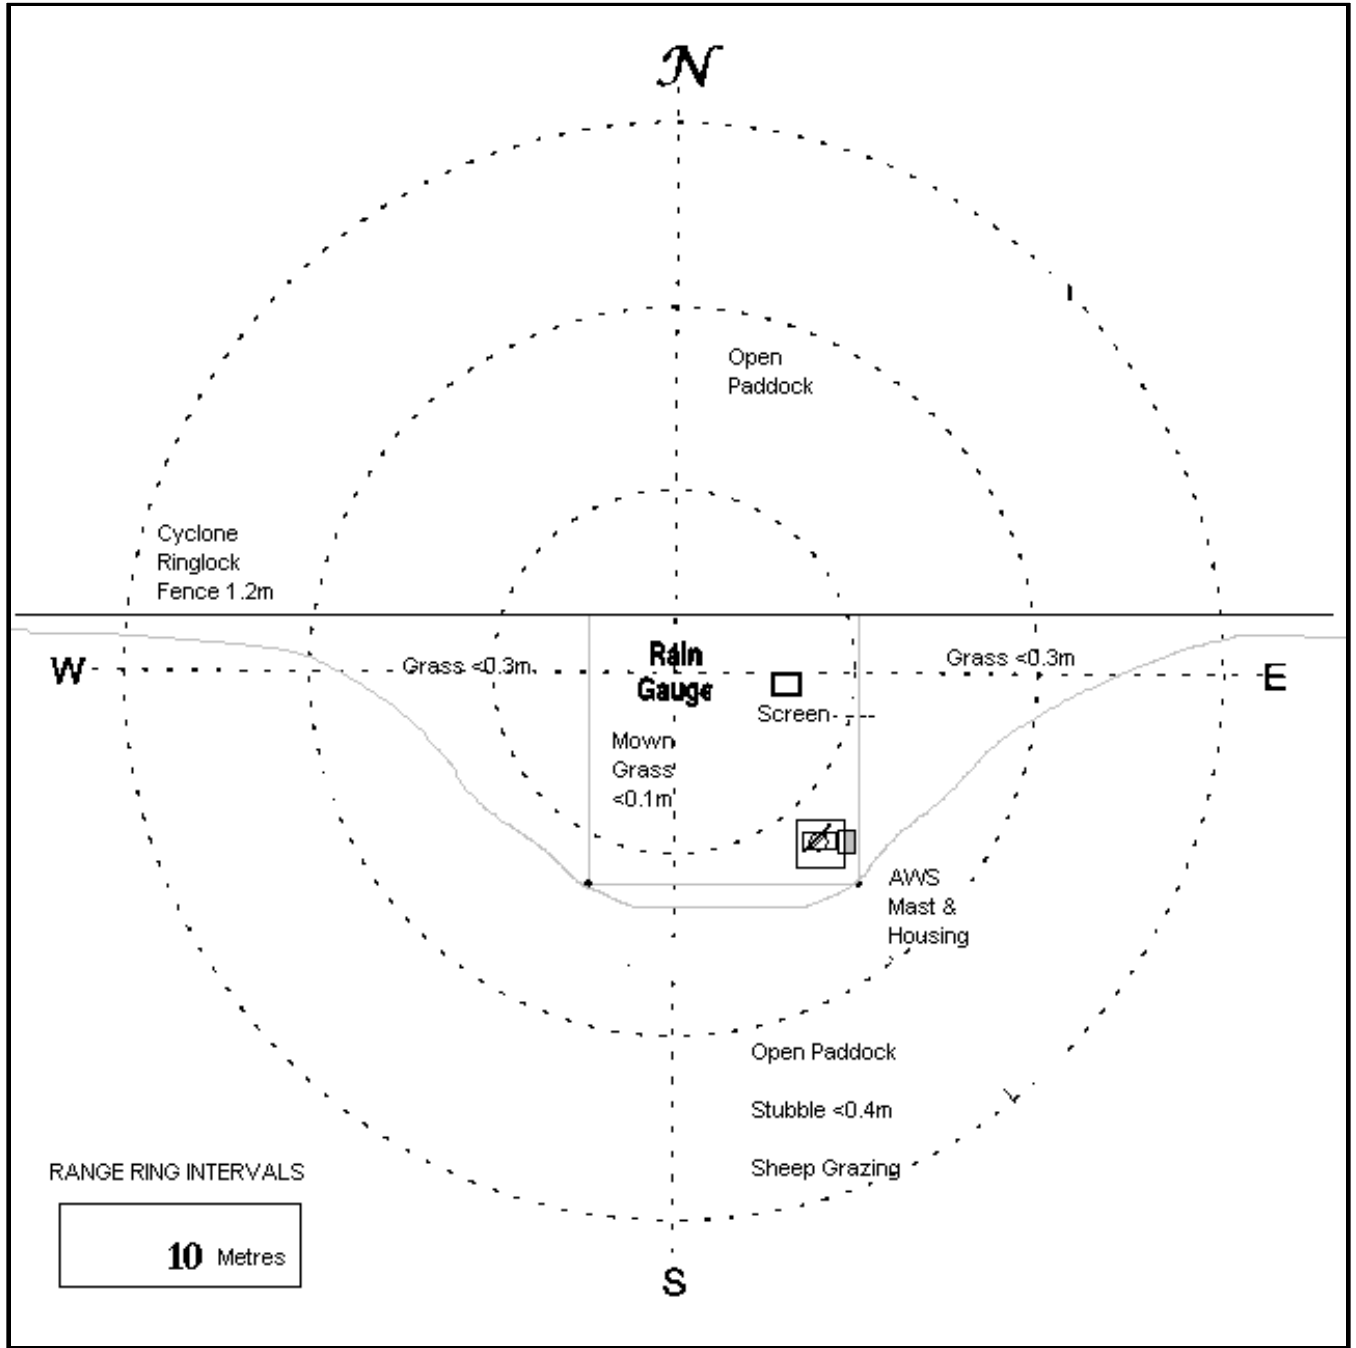 N
Open
Paddock
Cyclone
Ringlock
Fence 1.2m
W
Grass <0.3m
Rain
Gauge
Grass <0.3m
E
Screen
Mown
Grass
<0.1m
AWS
Mast &
Housing
Open Paddock
Stubble <0.4m
Sheep Grazing
RANGE RING INTERVALS
10 Metres
S